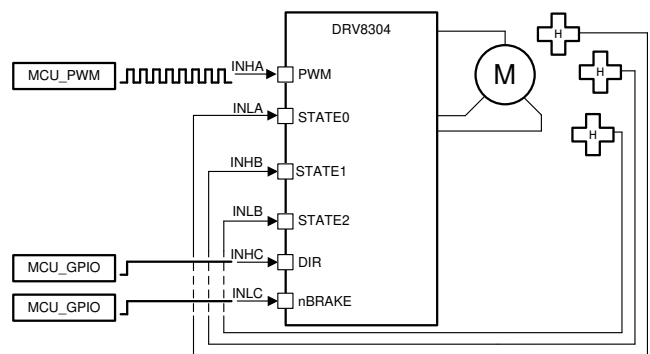 DRV8304
H
H
H
M
MCU_PWM
INHA
PWM
INLA
STATE0
INHB
STATE1
INLB
STATE2
MCU_GPIO
INHC
DIR
MCU_GPIO
INLC
nBRAKE